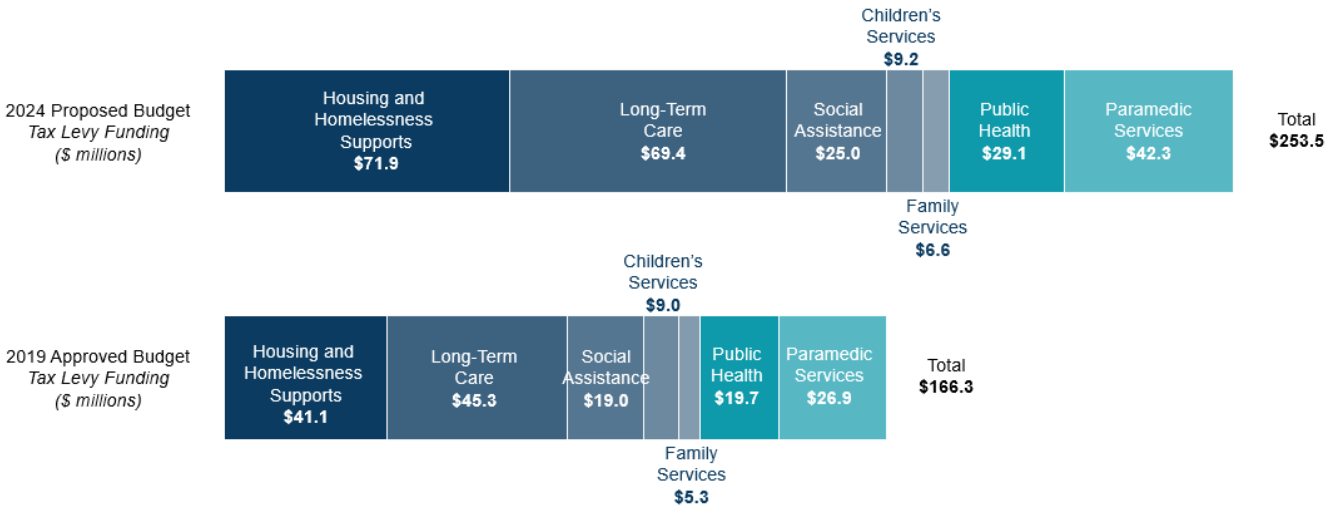 Children's
Services
$9.2
2024 Proposed Budget
Tax Levy Funding
($ millions)
Housing and
Homelessness
Supports
$71.9
Long-Term
Care
$69.4
Social
Assistance
$25.0
Public
Health
$29.1
Paramedic
Services
$42.3
Total
$253.5
Family
Services
$6.6
Children's
Services
$9.0
2019 Approved Budget
Tax Levy Funding
($ millions)
Housing and
Homelessness
Supports
$41.1
Long-Term
Care
$45.3
Social
Assistance
$19.0
Public
Health
$19.7
Paramedic
Services
$26.9
Total
$166.3
Family
Services
$5.3